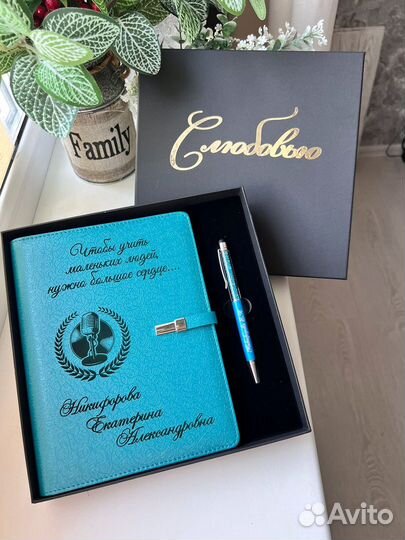 Family
С любовью
Чтобы учить
маленьких людей,
нужно большое сердце...
Никифорова
Екатерина
Александровна
Avito